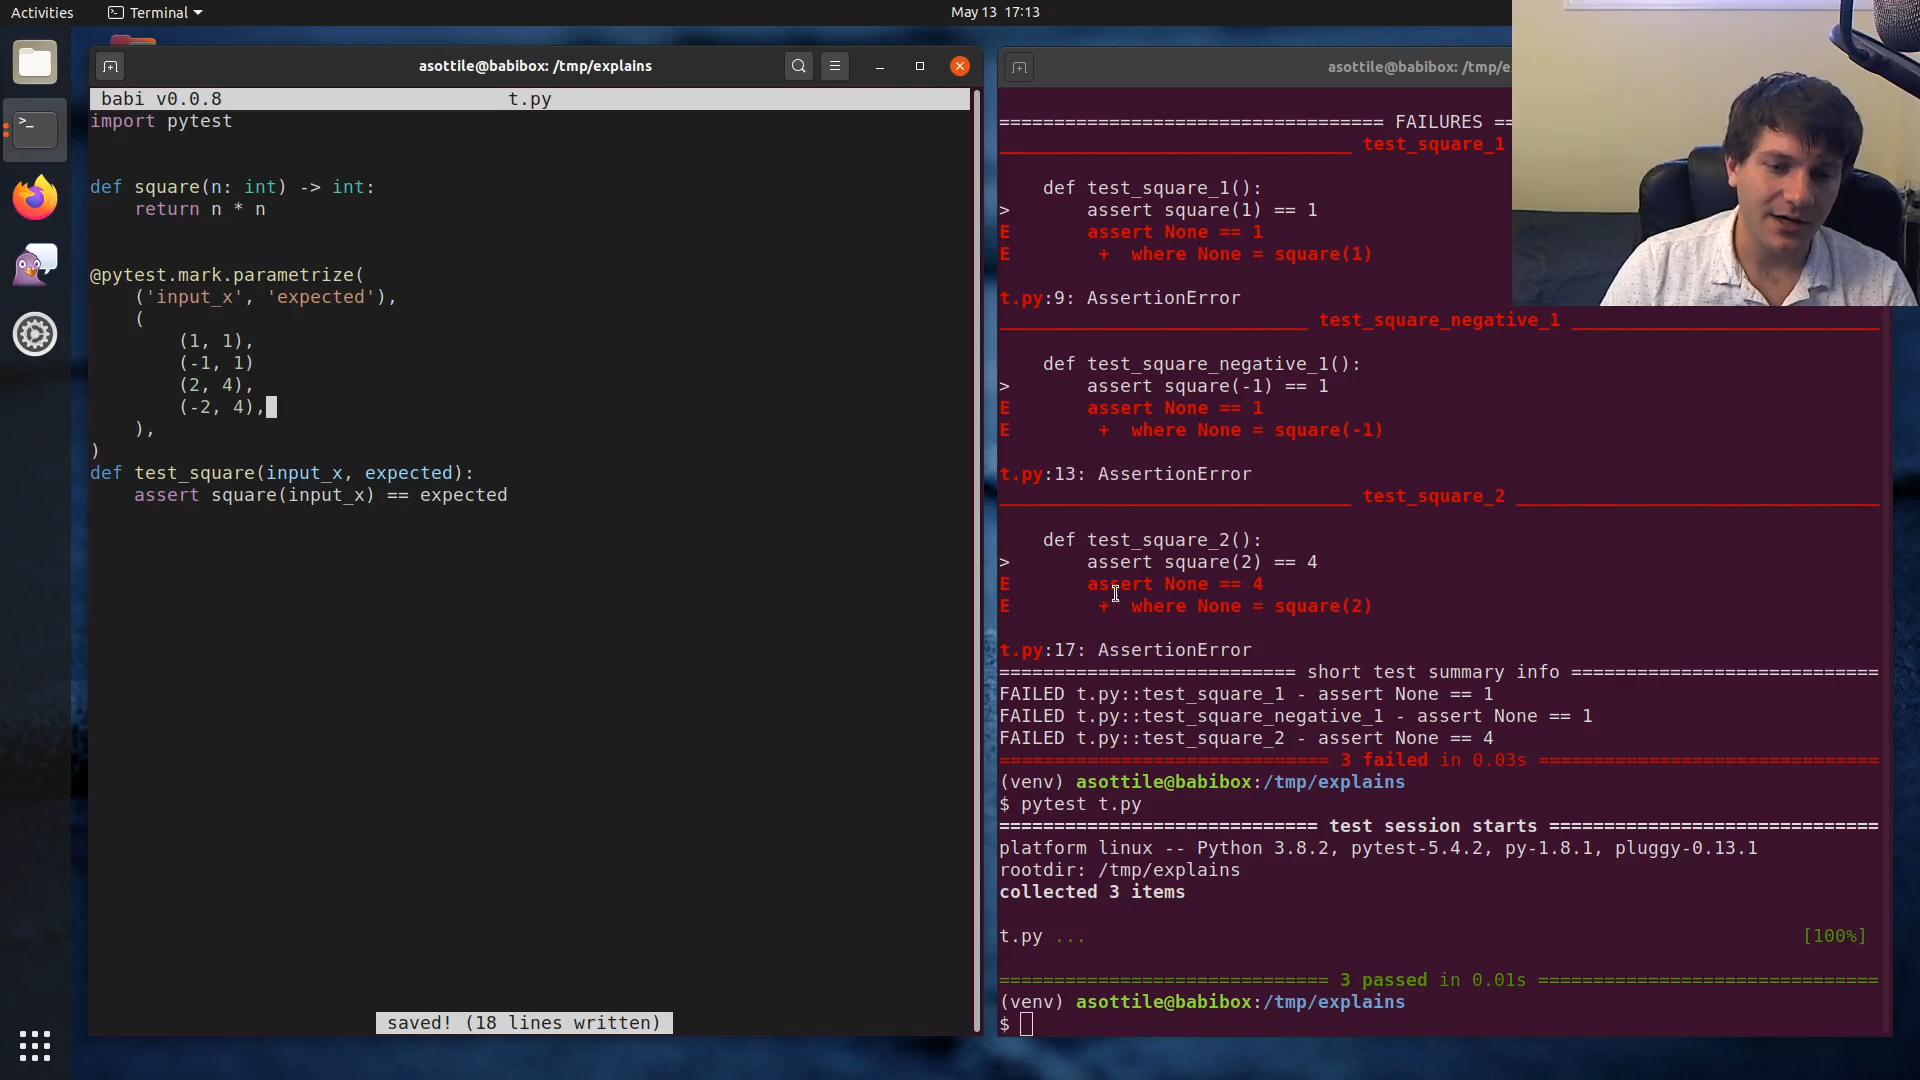 Activities
Terminal
May 13 17:13
asottile@babibox: /tmp/explains
babi v0.0.8 t.py
import pytest
def square(n: int) -> int:
    return n * n
@pytest.mark.parametrize(
    ('input_x', 'expected'),
    (
        (1, 1),
        (-1, 1)
        (2, 4),
        (-2, 4),
    ),
)
def test_square(input_x, expected):
    assert square(input_x) == expected
saved! (18 lines written)
asottile@babibox: /tmp/e
================================== FAILURES ==
________________________________ test_square_1
    def test_square_1():
>       assert square(1) == 1
E       assert None == 1
E        +  where None = square(1)
t.py:9: AssertionError
____________________________ test_square_negative_1 ____________________________
    def test_square_negative_1():
>       assert square(-1) == 1
E       assert None == 1
E        +  where None = square(-1)
t.py:13: AssertionError
________________________________ test_square_2 _________________________________
    def test_square_2():
>       assert square(2) == 4
E       assert None == 4
E        +  where None = square(2)
t.py:17: AssertionError
=========================== short test summary info ============================
FAILED t.py::test_square_1 - assert None == 1
FAILED t.py::test_square_negative_1 - assert None == 1
FAILED t.py::test_square_2 - assert None == 4
============================== 3 failed in 0.03s ===============================
(venv) asottile@babibox:/tmp/explains
$ pytest t.py
============================= test session starts ==============================
platform linux -- Python 3.8.2, pytest-5.4.2, py-1.8.1, pluggy-0.13.1
rootdir: /tmp/explains
collected 3 items
t.py ... [100%]
============================== 3 passed in 0.01s ===============================
(venv) asottile@babibox:/tmp/explains
$